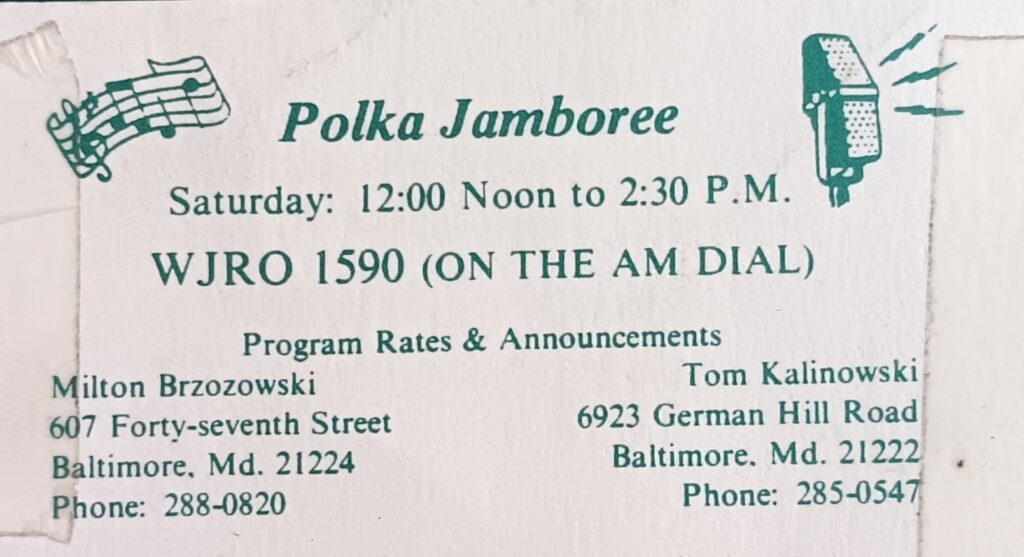 Polka Jamboree
Saturday: 12:00 Noon to 2:30 P.M.
WJRO 1590 (ON THE AM DIAL)
Program Rates & Announcements
Milton Brzozowski
607 Forty-seventh Street
Baltimore, Md. 21224
Phone: 288-0820
Tom Kalinowski
6923 German Hill Road
Baltimore, Md. 21222
Phone: 285-0547